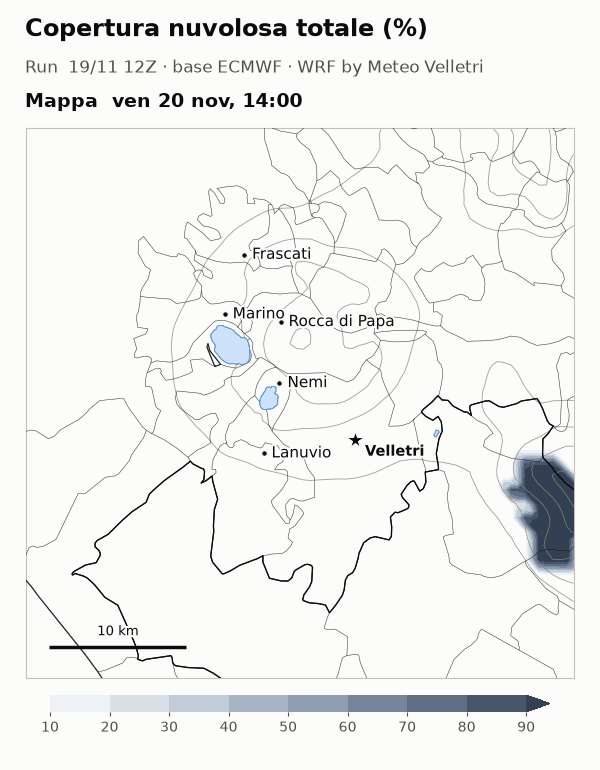 Copertura nuvolosa totale (%)
Run  19/11 12Z · base ECMWF · WRF by Meteo Velletri
Mappa  ven 20 nov, 14:00
Frascati
Marino
Rocca di Papa
Nemi
Velletri
Lanuvio
10 km
10 20 30 40 50 60 70 80 90